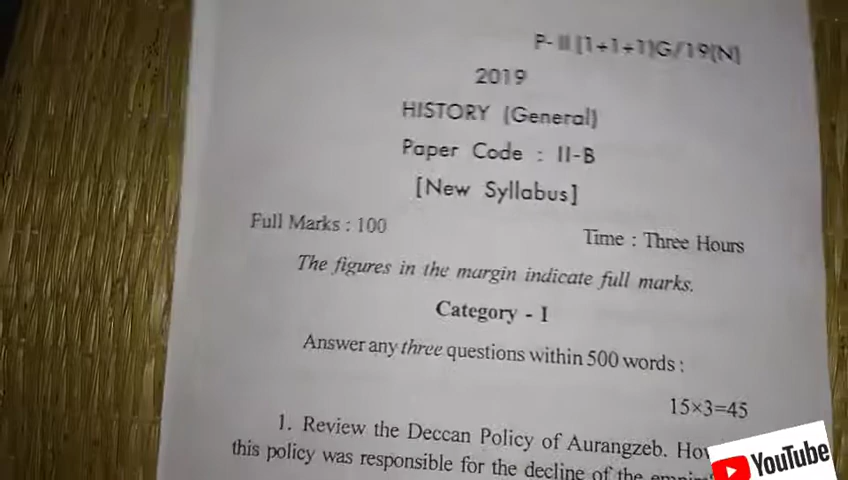 P- II [1+1+1]G/19(N)
2019
HISTORY (General)
Paper Code : II-B
[New Syllabus]
Full Marks : 100 Time : Three Hours
The figures in the margin indicate full marks.
Category - I
Answer any three questions within 500 words :
15×3=45
1. Review the Deccan Policy of Aurangzeb.
this policy was responsible for the decline of the
YouTube